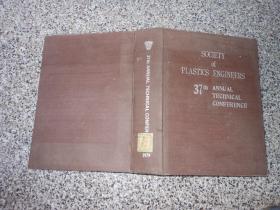 SOCIETY
of
PLASTICS ENGINEERS
37TH ANNUAL
TECHNICAL
CONFERENCE
37th ANNUAL TECHNICAL CONFERENCE
1979